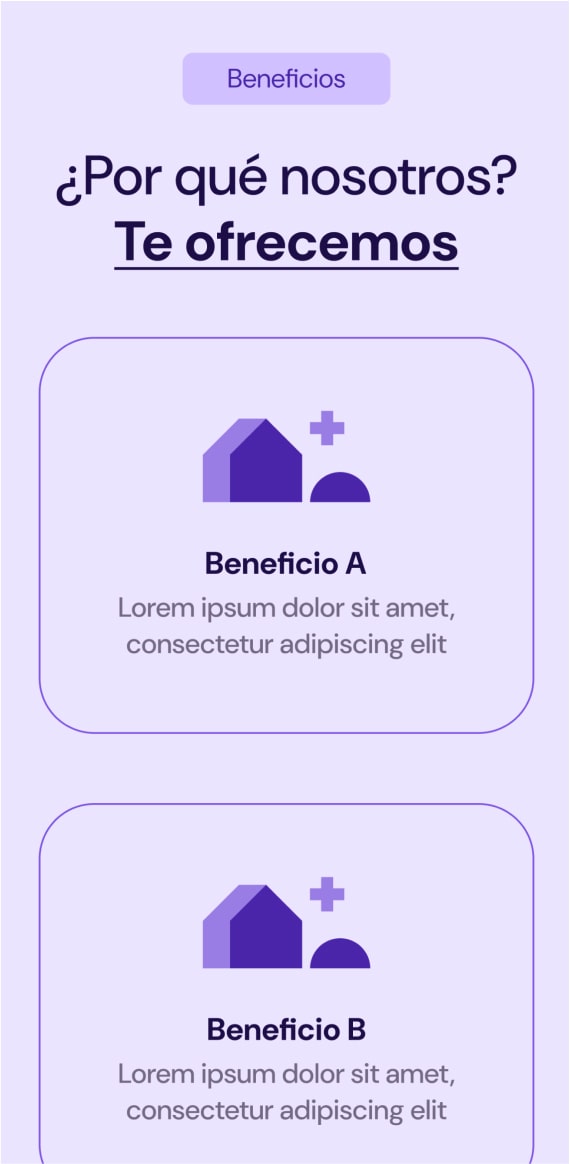 Beneficios
¿Por qué nosotros?
Te ofrecemos
Beneficio A
Lorem ipsum dolor sit amet,
consectetur adipiscing elit
Beneficio B
Lorem ipsum dolor sit amet,
consectetur adipiscing elit